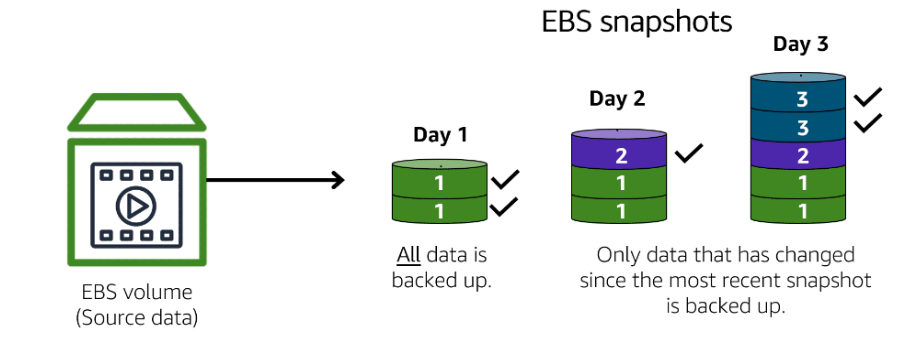 EBS snapshots
Day 3
3
3
2
1
1
Day 2
2
1
1
Day 1
1
1
All data is
backed up.
Only data that has changed
since the most recent snapshot
is backed up.
EBS volume
(Source data)